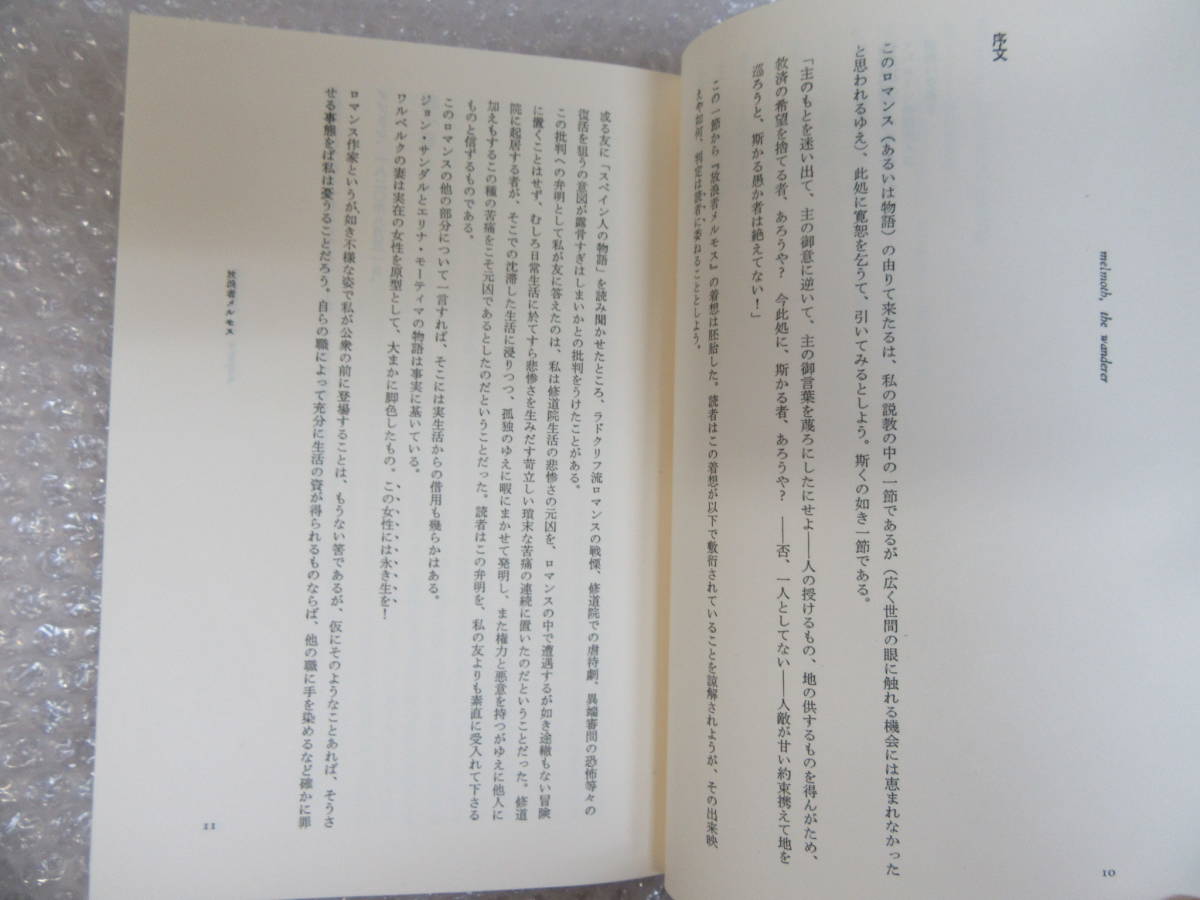 melmoth, the wanderer
序文
このロマンス（あるいは物語）の由りて来たるは、私の説教の中の一節であるが（広く世間の眼に触れる機会には恵まれなかった
と思われるゆえ）、此処に寛恕を乞うて、引いてみるとしよう。斯くの如き一節である。
「主のもとを迷い出て、主の御意に逆いて、主の御言葉を蔑ろにしたにせよ――人の授けるもの、地の供するものを得んがため、
救済の希望を捨てる者、あろうや？　今此処に、斯かる者、あろうや？　――否、一人としてない――人敵が甘い約束携えて地を
巡ろうと、斯かる愚か者は絶えてない！」
この一節から『放浪者メルモス』の着想は胚胎した。読者はこの着想が以下で敷衍されていることを諒解されようが、その出来映
えや如何、判定は読者に委ねることとしよう。
10
或る友に「スペイン人の物語」を読み聞かせたところ、ラドクリフ流ロマンスの戦慄、修道院での虐待劇、異端審問の恐怖等々の
復活を狙うの意図が露骨すぎはしまいかとの批判をうけたことがある。
この批判への弁明として私が友に答えたのは、私は修道院生活の悲惨さの元凶を、ロマンスの中で遭遇するが如き途轍もない冒険
に置くことはせず、むしろ日常生活に於てすら悲惨さを生みだす苛立しい瑣末な苦痛の連続に置いたのだということだった。修道
院に起居する者が、そこでの沈滞した生活に浸りつつ、孤独のゆえに暇にまかせて発明し、また権力と悪意を持つがゆえに他人に
加えもするこの種の苦痛をこそ元凶であるとしたのだということだった。読者はこの弁明を、私の友よりも素直に受入れて下さる
ものと信ずるものである。
このロマンスの他の部分について一言すれば、そこには実生活からの借用も幾らかはある。
ジョン・サンダルとエリナ・モーティマの物語は事実に基いている。
ワルベルクの妻は実在の女性を原型として、大まかに脚色したもの。この女性には永き生を！
ロマンス作家というが如き不様な姿で私が公衆の前に登場することは、もうない筈であるが、仮にそのようなことあれば、そうさ
せる事態をば私は憂うることだろう。自らの職によって充分に生活の資が得られるものならば、他の職に手を染めるなど確かに罪
放浪者メルモス
11